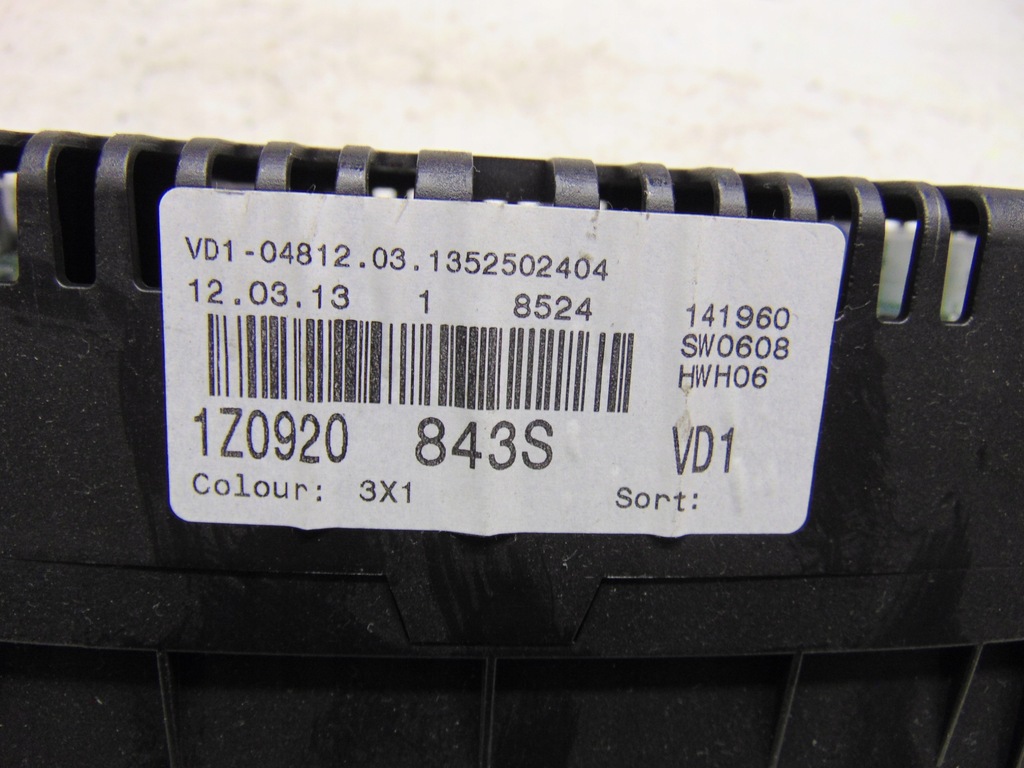 VD1-04812.03.1352502404
12.03.13 1 8524 141960
SW0608
HWH06
1Z0920 843S VD1
Colour: 3X1 Sort: